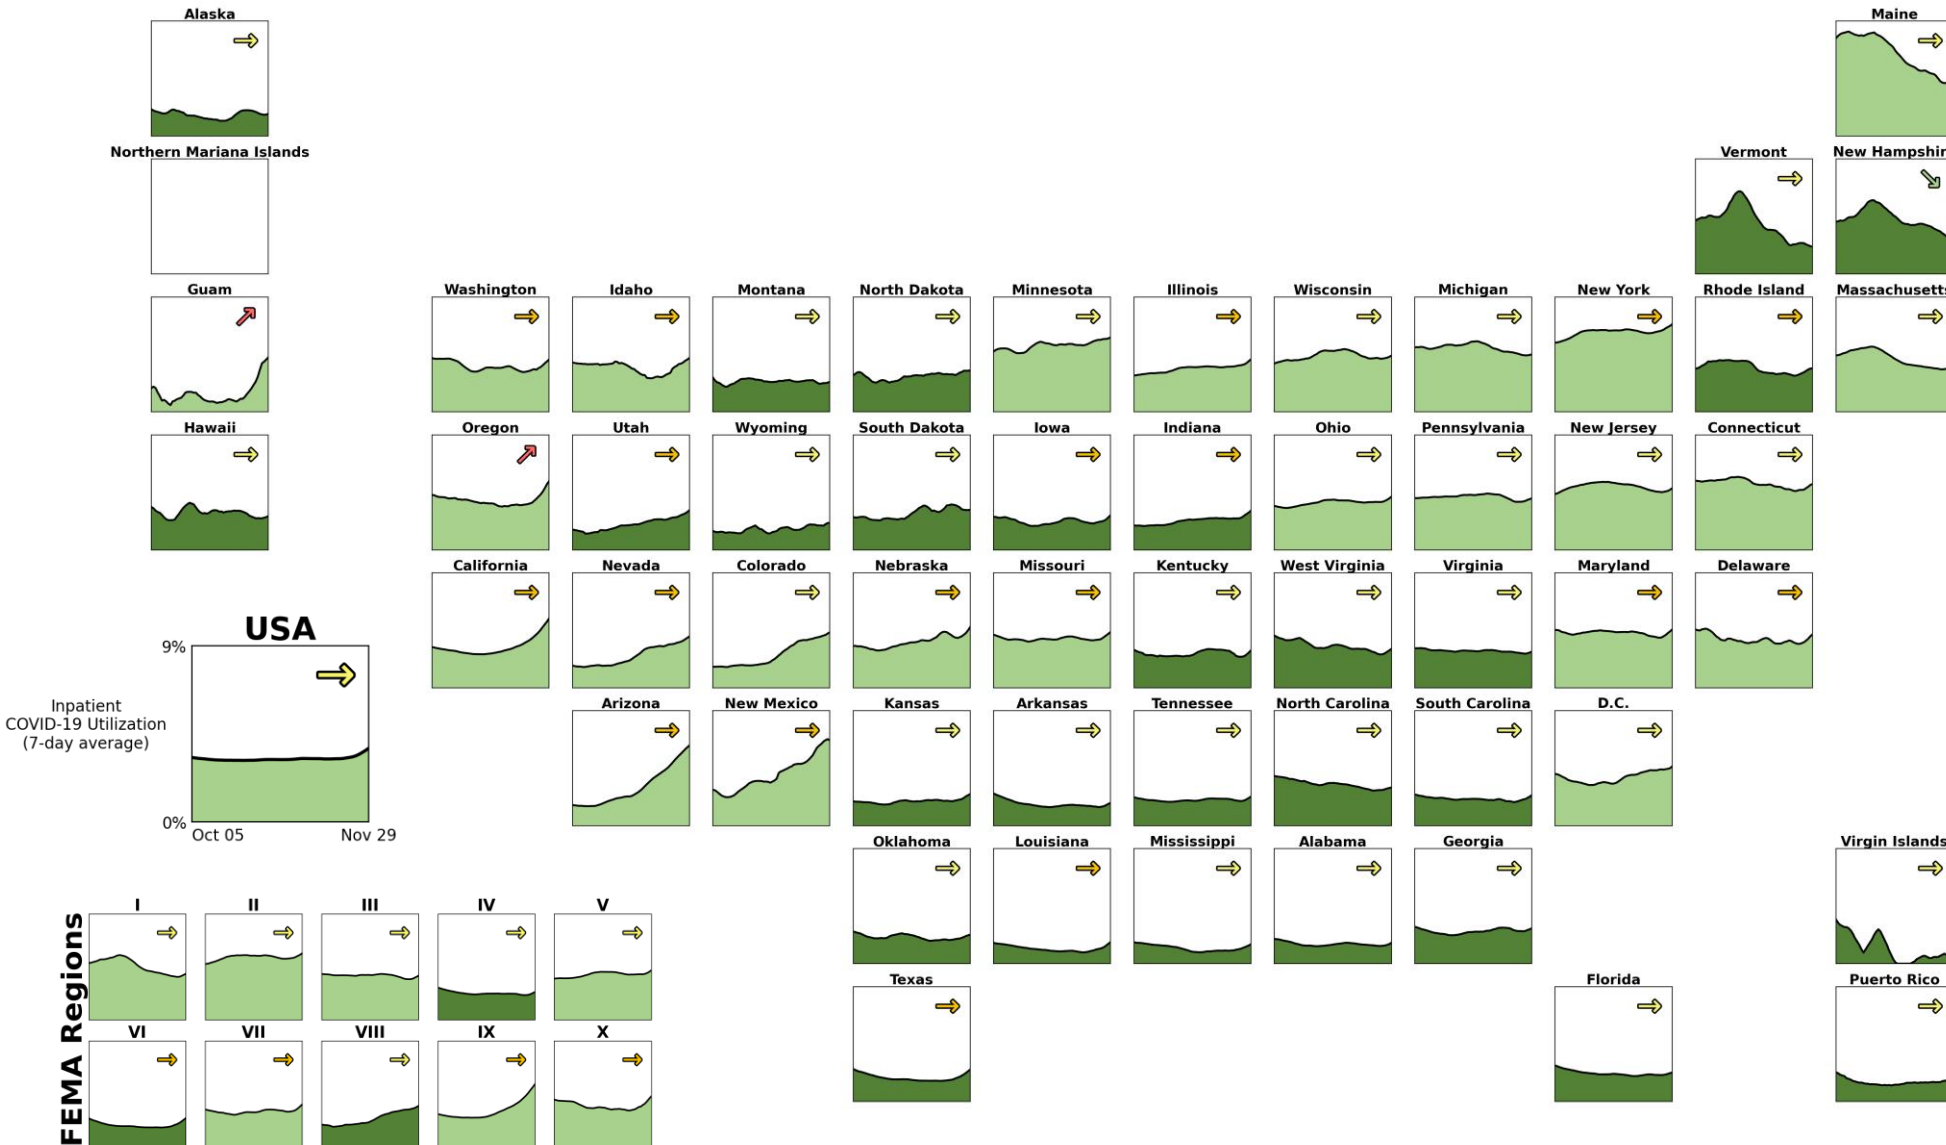 Alaska
Maine
Northern Mariana Islands
Vermont
New Hampshir
Guam
Washington
Idaho
Montana
North Dakota
Minnesota
Illinois
Wisconsin
Michigan
New York
Rhode Island
Massachusetts
Hawaii
Oregon
Utah
Wyoming
South Dakota
Iowa
Indiana
Ohio
Pennsylvania
New Jersey
Connecticut
California
Nevada
Colorado
Nebraska
Missouri
Kentucky
West Virginia
Virginia
Maryland
Delaware
USA
9%
Inpatient
COVID-19 Utilization
(7-day average)
0%
Oct 05
Nov 29
Arizona
New Mexico
Kansas
Arkansas
Tennessee
North Carolina
South Carolina
D.C.
Oklahoma
Louisiana
Mississippi
Alabama
Georgia
Virgin Islands
Texas
Florida
Puerto Rico
FEMA Regions
I
II
III
IV
V
VI
VII
VIII
IX
X